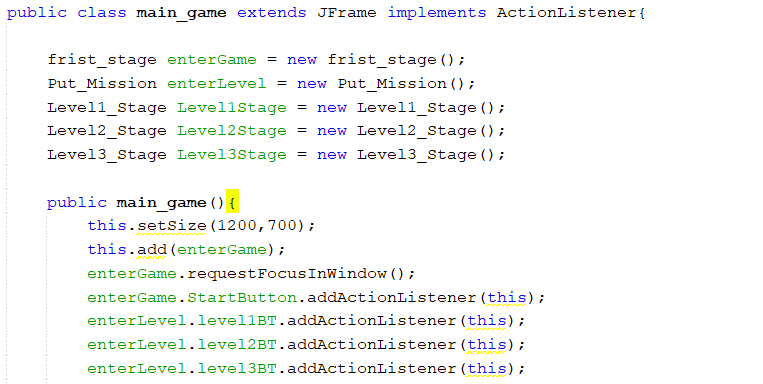 public class main_game extends JFrame implements ActionListener{
frist_stage enterGame = new frist_stage();
Put_Mission enterLevel = new Put_Mission();
Level1_Stage Level1Stage = new Level1_Stage();
Level2_Stage Level2Stage = new Level2_Stage();
Level3_Stage Level3Stage = new Level3_Stage();
public main_game(){
this.setSize(1200,700);
this.add(enterGame);
enterGame.requestFocusInWindow();
enterGame.StartButton.addActionListener(this);
enterLevel.level1BT.addActionListener(this);
enterLevel.level2BT.addActionListener(this);
enterLevel.level3BT.addActionListener(this);